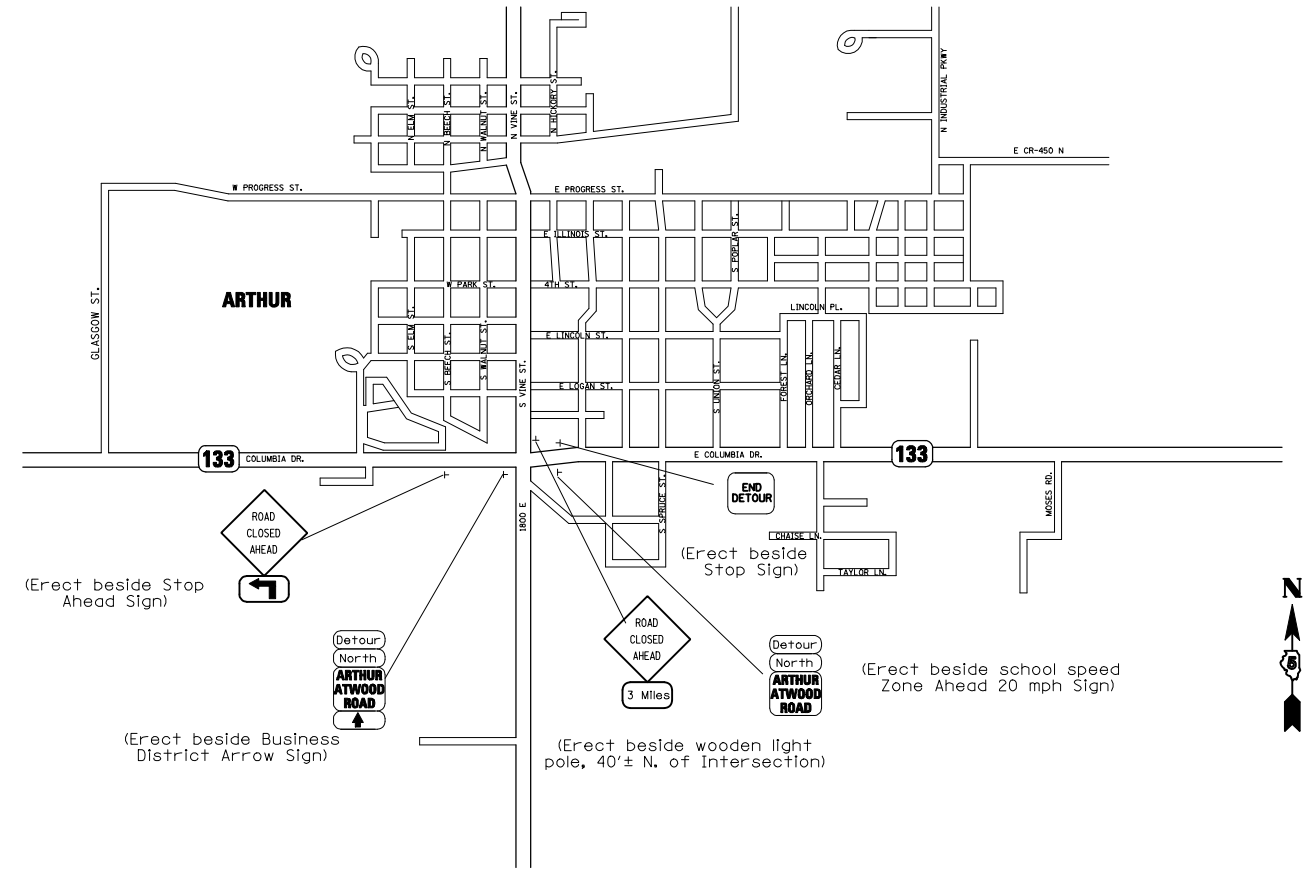 N INDUSTRIAL PKWY
N ELM ST.
N BEECH ST.
N WALNUT ST.
N VINE ST.
N HICKORY ST.
E CR-450 N
W PROGRESS ST.
E PROGRESS ST.
E ILLINOIS ST.
S POPLAR ST.
W PARK ST.
4TH ST.
ARTHUR
GLASGOW ST.
LINCOLN PL.
S ELM ST.
S BEECH ST.
S WALNUT ST.
S VINE ST.
E LINCOLN ST.
E LOGAN ST.
S UNION ST.
FOREST LN.
ORCHARD LN.
CEDAR LN.
133
COLUMBIA DR.
E COLUMBIA DR.
133
1800 E
S SPRUCE ST.
MOSES RD.
END
DETOUR
ROAD
CLOSED
AHEAD
CHAISE LN.
TAYLOR LN.
(Erect beside
Stop Sign)
(Erect beside Stop
Ahead Sign)
N
5
ROAD
CLOSED
AHEAD
3 Miles
Detour
North
ARTHUR
ATWOOD
ROAD
Detour
North
ARTHUR
ATWOOD
ROAD
(Erect beside school speed
Zone Ahead 20 mph Sign)
(Erect beside Business
District Arrow Sign)
(Erect beside wooden light
pole, 40'± N. of Intersection)